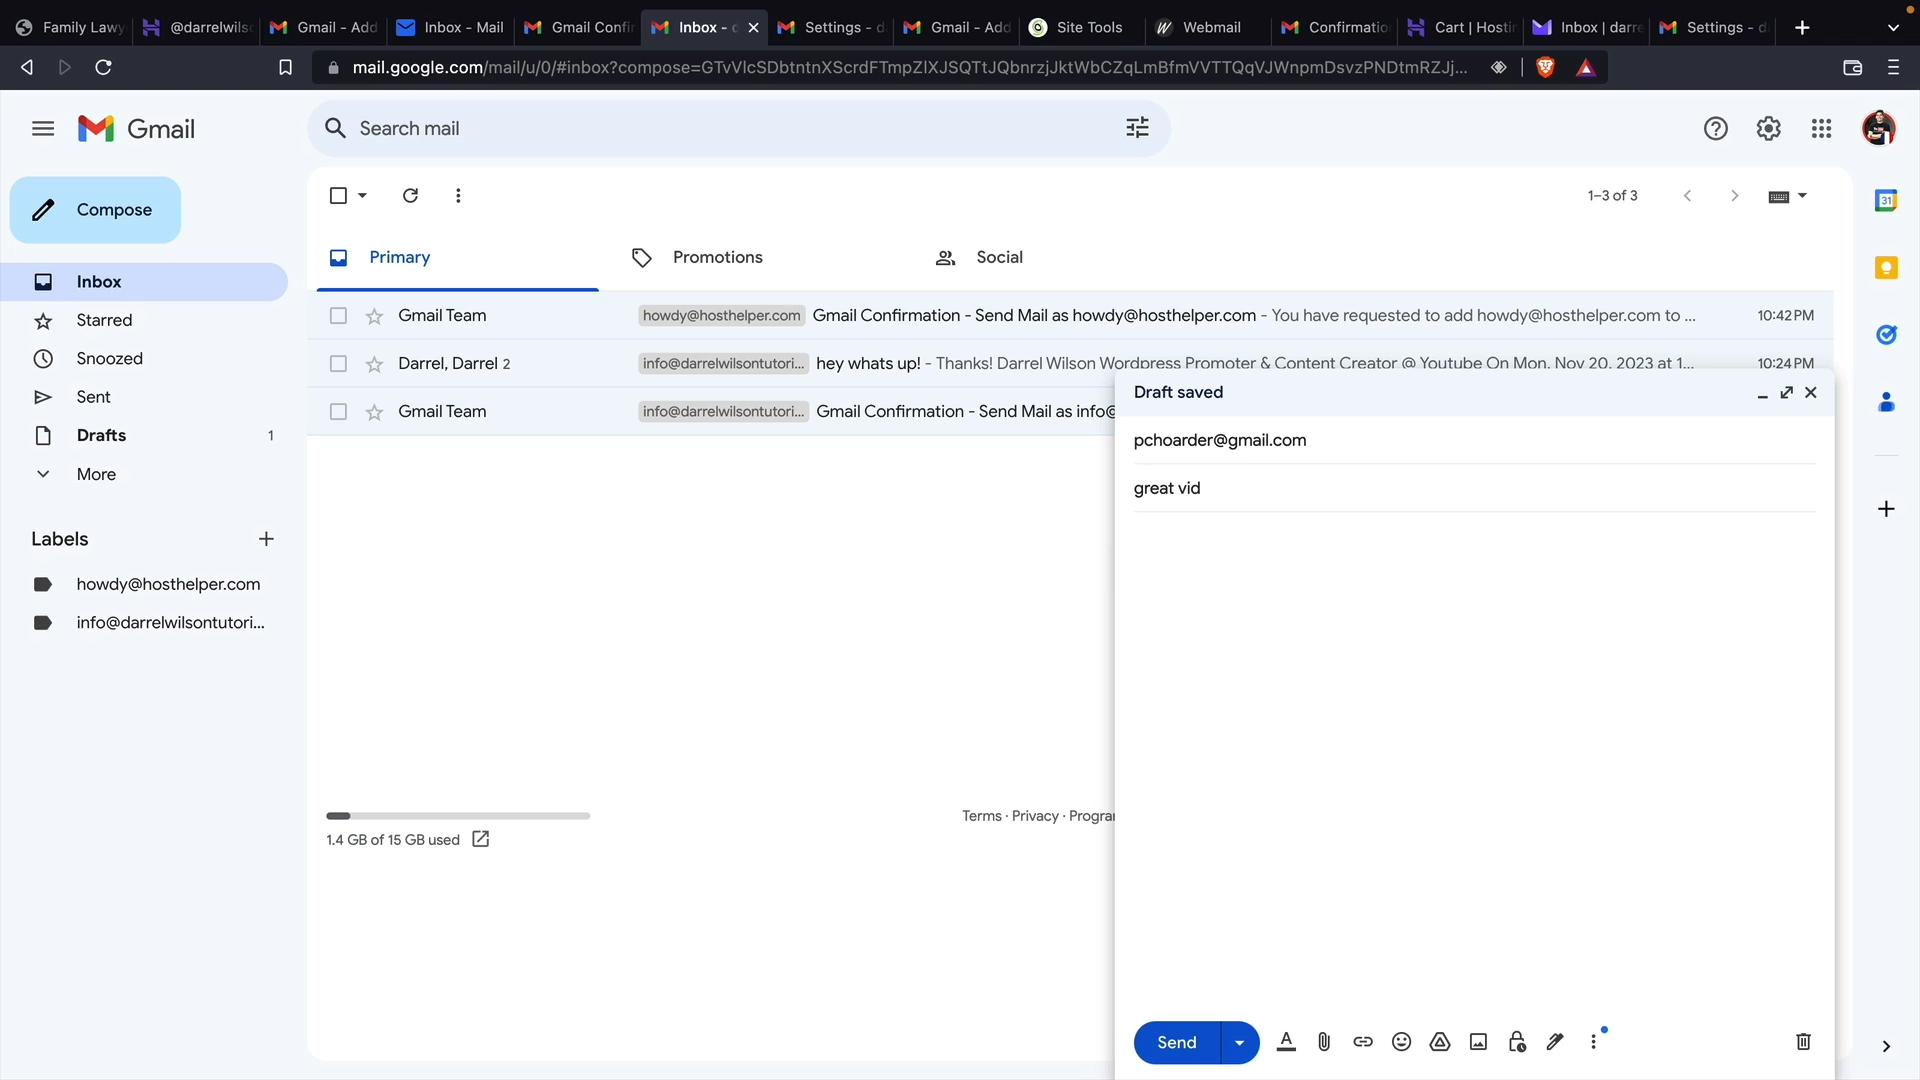 Family Lawy
@darrelwils
Gmail - Add
Inbox - Mail
Gmail Confir
Inbox - d
Settings - d
Gmail - Add
Site Tools
Webmail
Confirmatio
Cart | Hostin
Inbox | darre
Settings - d
mail.google.com/mail/u/0/#inbox?compose=GTvVlcSDbtntnXScrdFTmpZlXJSQTtJQbnrzjJktWbCZqLmBfmVVTTQqVJWnpmDsvzPNDtmRZJj...
Gmail
Search mail
Compose
1–3 of 3
Primary
Promotions
Social
Inbox
Starred
Snoozed
Sent
Drafts 1
More
Labels
howdy@hosthelper.com
info@darrelwilsontutori...
Gmail Team howdy@hosthelper.com Gmail Confirmation - Send Mail as howdy@hosthelper.com - You have requested to add howdy@hosthelper.com to ... 10:42 PM
Darrel, Darrel 2 info@darrelwilsontutori... hey whats up! - Thanks! Darrel Wilson Wordpress Promoter & Content Creator @ Youtube On Mon, Nov 20, 2023 at 1... 10:24 PM
Gmail Team info@darrelwilsontutori... Gmail Confirmation - Send Mail as info@
Draft saved
pchoarder@gmail.com
great vid
1.4 GB of 15 GB used
Terms · Privacy · Program
Send
31